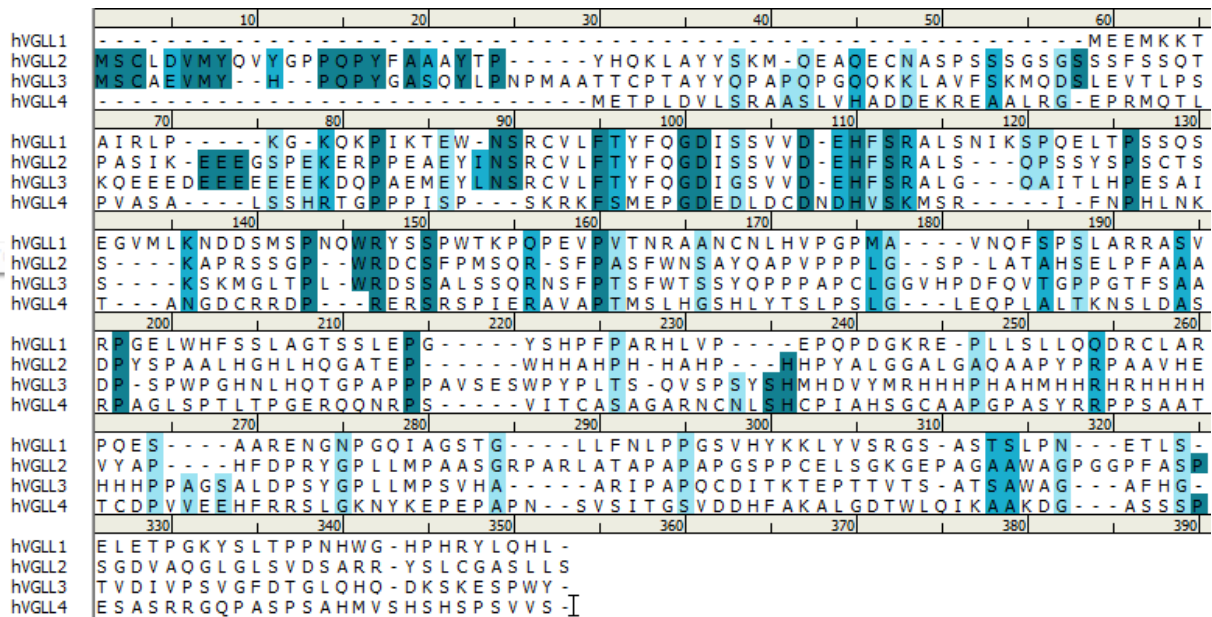 10 20 30 40 50 60
hVGLL1 ----------------------------------------------------------MEEMKKT
hVGLL2 MSCLDVMYQVYGPPQPYFAAAYTP-----YHQKLAYYSKM-QEAQECNASPSSSGSGSSSFSSQT
hVGLL3 MSCAEVMY--H--PQPYGASQYLPNPMAATTCPTAYYQPAPQPGQQKKLAVFSKMQDSLEVTLPS
hVGLL4 -----------------------------METPLDVLSRAASLVHADDEKREAALRG-EPRMQTL
70 80 90 100 110 120 130
hVGLL1 AIRLP-----KG-KQKPIKTEW-NSRCVLFTYFQGDISSVVD-EHFSRALSNIKSPQELTPSSQS
hVGLL2 PASIK-EEEGSPEKERPPEAEYINSRCVLFTYFQGDISSVVD-EHFSRALS---QPSSYSPSCTS
hVGLL3 KQEEEDEEEEEEEKDQPAEMEYLNSRCVLFTYFQGDIGSVVD-EHFSRALG---QAITLHPESAI
hVGLL4 PVASA----LSSHRTGPPPISP---SKRKFSMEPGDEDLDCDNDHVSKMSR---I-FNPHLNK
140 150 160 170 180 190
hVGLL1 EGVMLKNDDSMSPNQWRYSSPWTKPQPEVPVTNRAANCNLHVPGPMA----VNQFSPSLARRASV
hVGLL2 S----KAPRSSGP--WRDCSFPMSQR-SFPASFWNSAYQAPVPPPLG---SP-LATAHSELPFAAA
hVGLL3 S----KSKMGLTPL-WRDSSALSSQRNSFPTSFWTSSYQPPPAPCLGGVHPDFQVTGPPGTFSAA
hVGLL4 T---ANGDCRRDP---RERSRSPIERAVAPTMSLHGSHLYTSLPSLG---LEQPLALTKNSLDAS
200 210 220 230 240 250 260
hVGLL1 RPGELWHFSSLAGTSSLEPG-----YSHPFPARHLVP----EPQPDGKRE-PLLSLLQQDRCLAR
hVGLL2 DPYSPAALHGHLHQGATEP------WHHAHPH-HAHP---HHPYALGGALGAQAAPYPRPAAVHE
hVGLL3 DP-SPWPGHNLHQTGPAPPPAVSESWPYPLTS-QVSPSYSHMHDVYMRHHHPHAHMHHRHRHHHH
hVGLL4 RPAGLSPTLTPGERQQNRPS-----VITCASAGARNCNLSHCPIAHSGCAAPGPASYRRPPSAAT
270 280 290 300 310 320
hVGLL1 PQES----AARENGNPGQIAGSTG----LLFNLPPGSVHYKKLYVSRGS-ASTSLPN---ETLS-
hVGLL2 VYAP----HFDPRYGPLLMPAASGRPARLATAPAPAPGSPPCELSGKGEPAGAAWAGPGGPFASP
hVGLL3 HHHPPAGSALDPSYGPLLMPSVHA-----ARIPAPQCDITKTEPTTVTS-ATSAWAG---AFHG-
hVGLL4 TCDPVVEEHFRRSLGKNYKEPEPAPN--SVSITGSVDDHFAKALGDTWLQIKAAKDG---ASSSP
330 340 350 360 370 380 390
hVGLL1 ELETPGKYSLTPPNHWG-HPHRYLQHL-
hVGLL2 SGDVAQGLGLSVDSARR-YSLCGASLLS
hVGLL3 TVDIVPSVGFDTGLQHQ-DKSKESPWY-
hVGLL4 ESASRRGQPASPSAHMVSHSHSPSVVS-